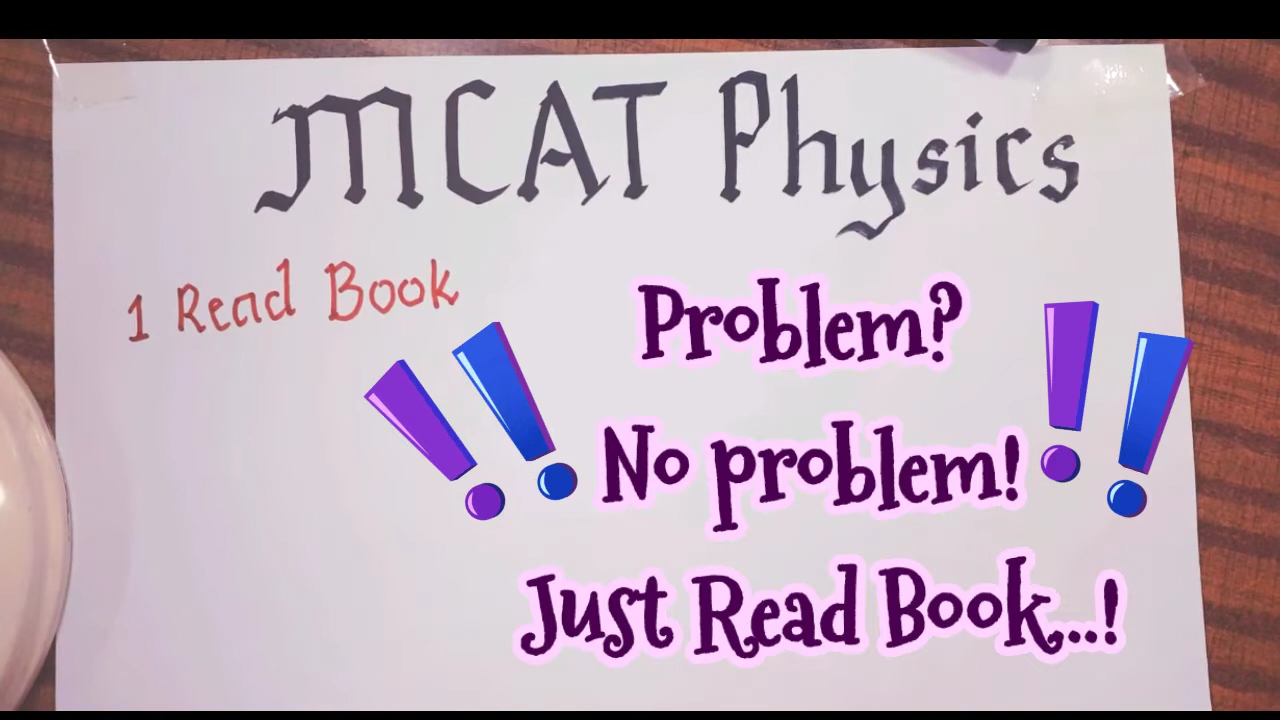 MCAT Physics
1 Read Book
Problem?
No problem!
Just Read Book...!